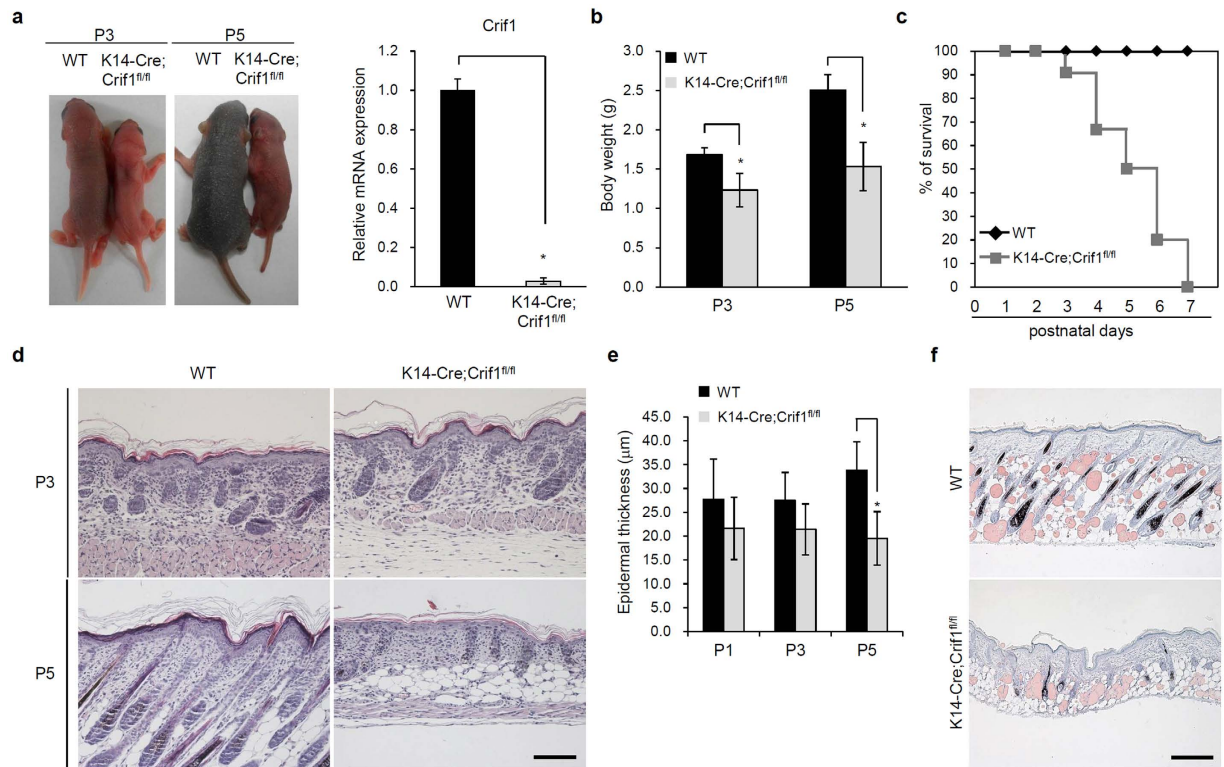 a
P3 P5
WT K14-Cre; WT K14-Cre;
Crif1fl/fl Crif1fl/fl
Crif1
Relative mRNA expression
1.2
1.0
0.8
0.6
0.4
0.2
0.0
*
WT K14-Cre;
Crif1fl/fl
b
WT
K14-Cre;Crif1fl/fl
Body weight (g)
3.0
2.5
2.0
1.5
1.0
0.5
0.0
* *
P3 P5
c
% of survival
100
90
80
70
60
50
40
30
20
10
0
WT
K14-Cre;Crif1fl/fl
0 1 2 3 4 5 6 7
postnatal days
d
WT K14-Cre;Crif1fl/fl
P3
P5
e
WT
K14-Cre;Crif1fl/fl
Epidermal thickness (μm)
45.0
40.0
35.0
30.0
25.0
20.0
15.0
10.0
5.0
0.0
*
P1 P3 P5
f
WT
K14-Cre;Crif1fl/fl